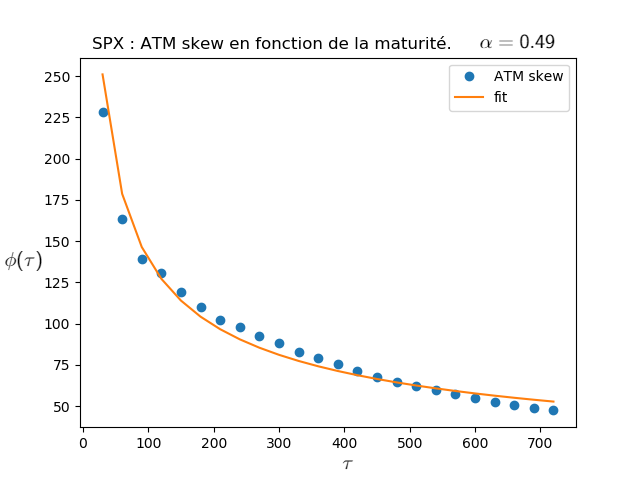 SPX : ATM skew en fonction de la maturité. α = 0.49
ATM skew
fit
250
225
200
175
150
125
100
75
50
ϕ(τ)
0 100 200 300 400 500 600 700
τ